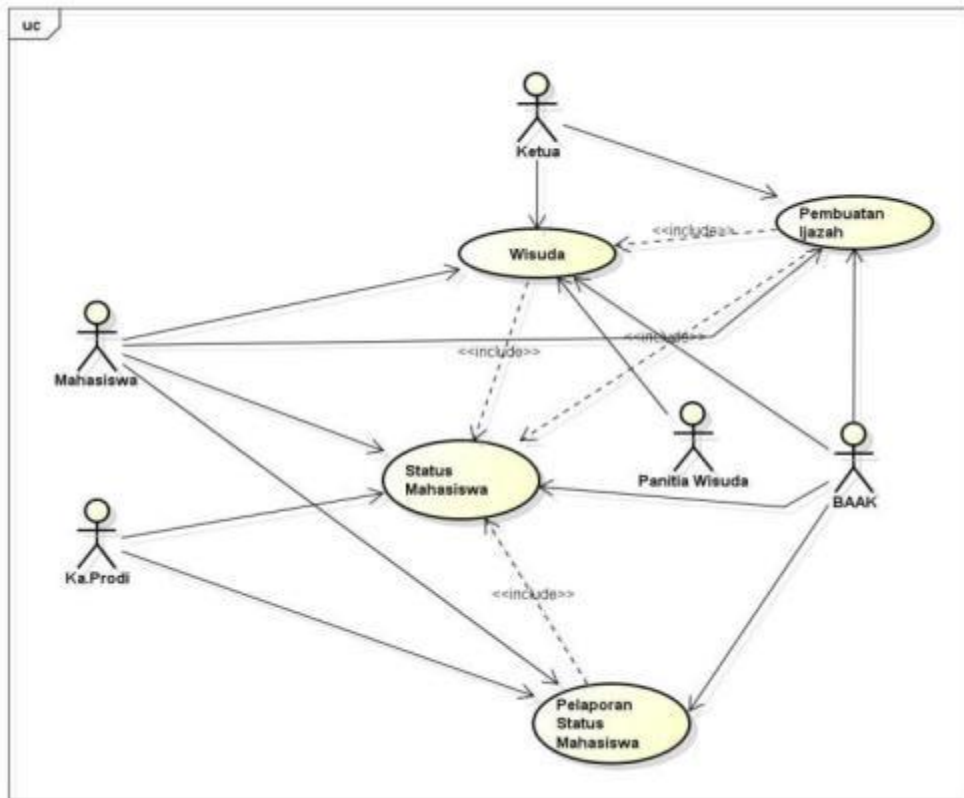 uc
Ketua
Pembuatan
Ijazah
<<include>>
Wisuda
<<include>>
<<include>>
Mahasiswa
Status
Mahasiswa
Panitia Wisuda
BAAK
Ka.Prodi
<<include>>
Pelaporan
Status
Mahasiswa